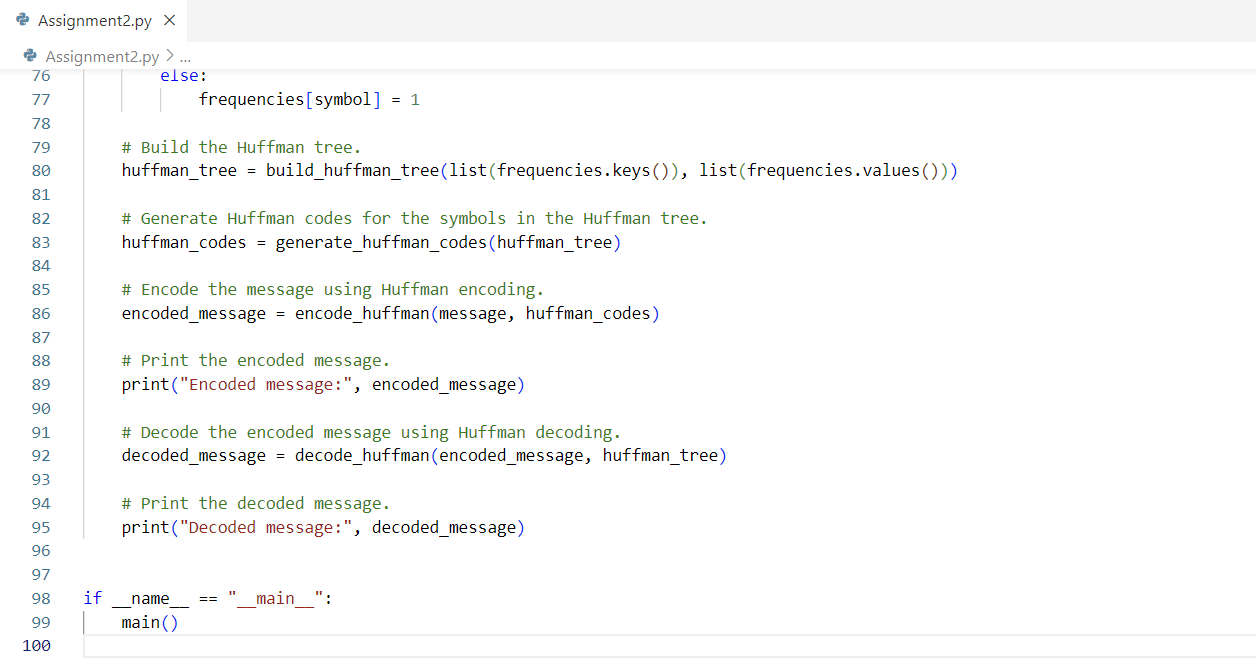 Assignment2.py ×
Assignment2.py > ...
76 else:
77 frequencies[symbol] = 1
78
79 # Build the Huffman tree.
80 huffman_tree = build_huffman_tree(list(frequencies.keys()), list(frequencies.values()))
81
82 # Generate Huffman codes for the symbols in the Huffman tree.
83 huffman_codes = generate_huffman_codes(huffman_tree)
84
85 # Encode the message using Huffman encoding.
86 encoded_message = encode_huffman(message, huffman_codes)
87
88 # Print the encoded message.
89 print("Encoded message:", encoded_message)
90
91 # Decode the encoded message using Huffman decoding.
92 decoded_message = decode_huffman(encoded_message, huffman_tree)
93
94 # Print the decoded message.
95 print("Decoded message:", decoded_message)
96
97
98 if __name__ == "__main__":
99 main()
100